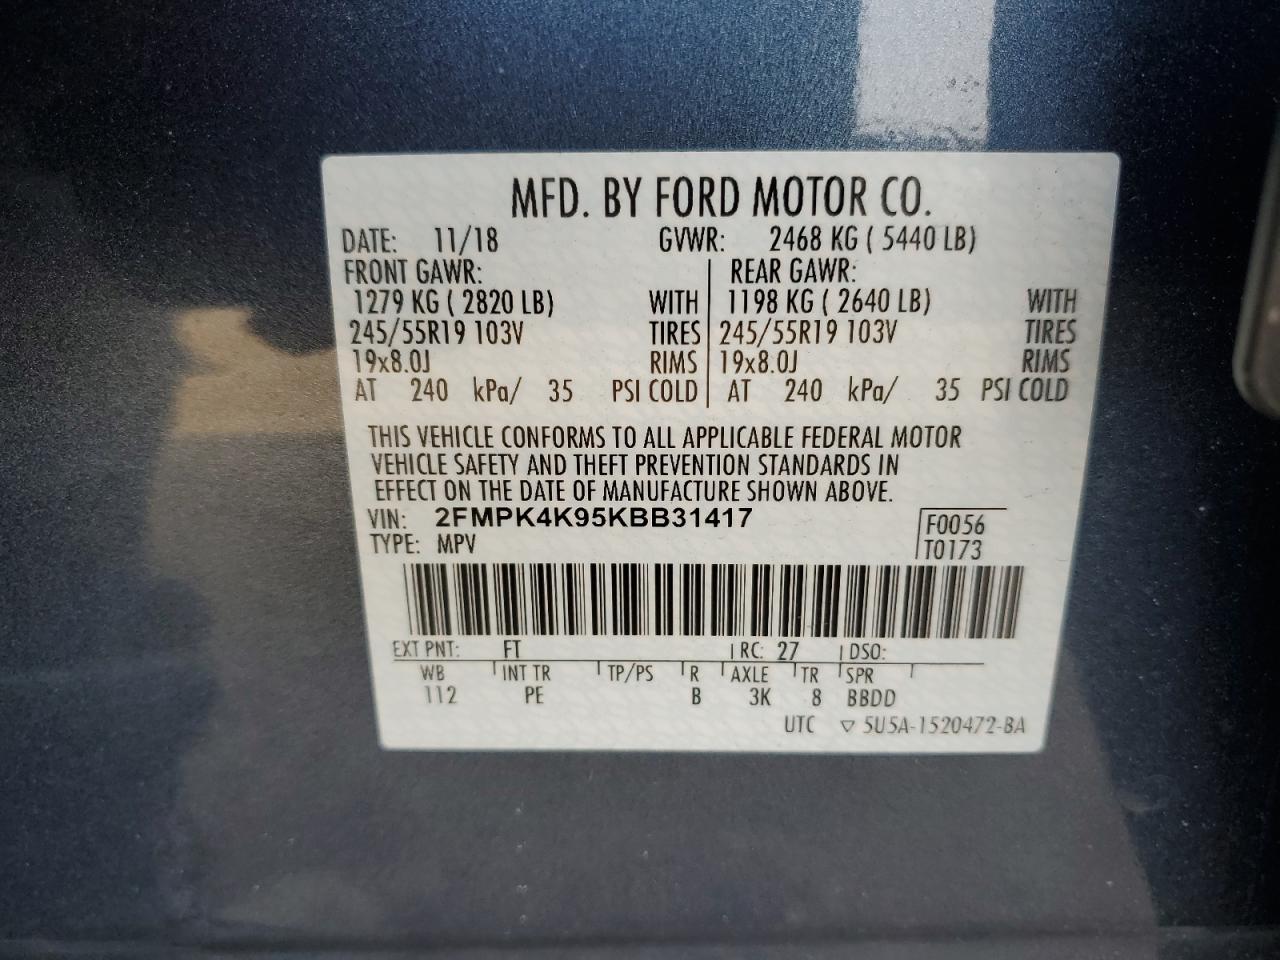 MFD. BY FORD MOTOR CO.
DATE: 11/18 GVWR: 2468 KG ( 5440 LB)
FRONT GAWR: REAR GAWR:
1279 KG ( 2820 LB) WITH 1198 KG ( 2640 LB) WITH
245/55R19 103V TIRES 245/55R19 103V TIRES
19x8.0J RIMS 19x8.0J RIMS
AT 240 kPa/ 35 PSI COLD AT 240 kPa/ 35 PSI COLD
THIS VEHICLE CONFORMS TO ALL APPLICABLE FEDERAL MOTOR
VEHICLE SAFETY AND THEFT PREVENTION STANDARDS IN
EFFECT ON THE DATE OF MANUFACTURE SHOWN ABOVE.
VIN: 2FMPK4K95KBB31417 F0056
TYPE: MPV T0173
EXT PNT: FT RC: 27 DSO:
WB INT TR TP/PS R AXLE TR SPR
112 PE B 3K 8 BBDD
UTC ▽ 5U5A-1520472-BA